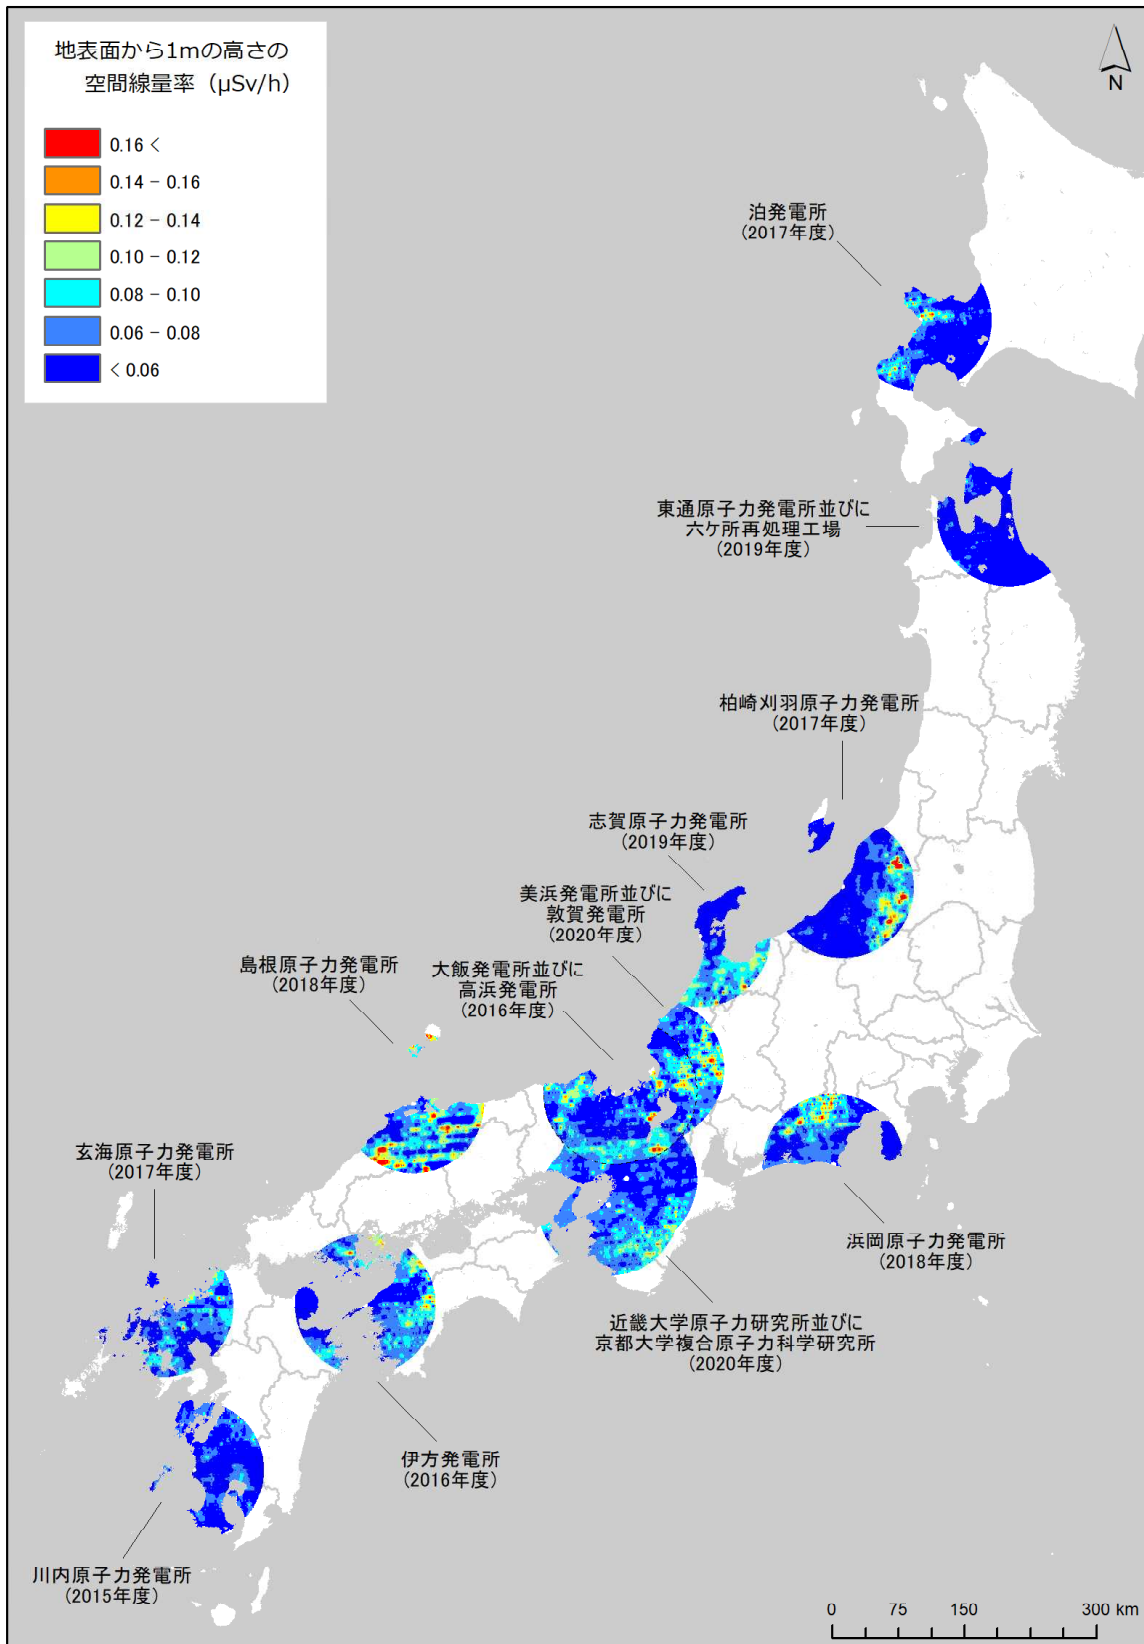 地表面から1mの高さの
空間線量率（μSv/h）
0.16 <
0.14 − 0.16
0.12 − 0.14
0.10 − 0.12
0.08 − 0.10
0.06 − 0.08
< 0.06
N
泊発電所
（2017年度）
東通原子力発電所並びに
六ケ所再処理工場
（2019年度）
柏崎刈羽原子力発電所
（2017年度）
志賀原子力発電所
（2019年度）
美浜発電所並びに
敦賀発電所
（2020年度）
大飯発電所並びに
高浜発電所
（2016年度）
島根原子力発電所
（2018年度）
玄海原子力発電所
（2017年度）
浜岡原子力発電所
（2018年度）
近畿大学原子力研究所並びに
京都大学複合原子力科学研究所
（2020年度）
伊方発電所
（2016年度）
川内原子力発電所
（2015年度）
0 75 150 300 km